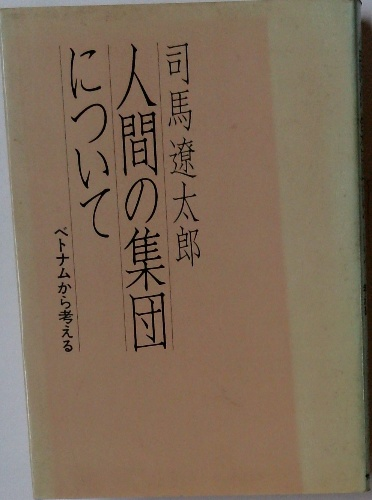 司馬遼太郎
人間の集団
について
ベトナムから考える